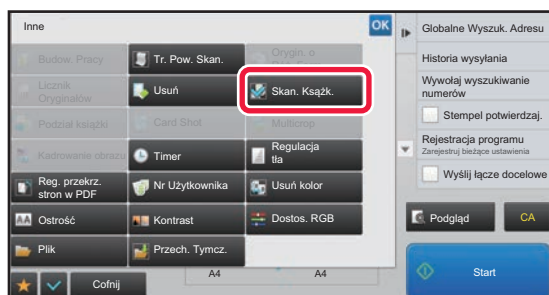 Inne
OK
Budow. Pracy
Tr. Pow. Skan.
Orygin. o
Licznik
Oryginałów
Usuń
Skan. Książk.
Podział książki
Card Shot
Multicrop
Kadrowanie obrazu
Timer
Regulacja
tła
Reg. przekrz.
stron w PDF
Nr Użytkownika
Usuń kolor
Ostrość
Kontrast
Dostos. RGB
Plik
Przech. Tymcz.
Cofnij
A4
A4
Globalne Wyszuk. Adresu
Historia wysyłania
Wywołaj wyszukiwanie
numerów
Stempel potwierdzaj.
Rejestracja programu
Zarejestruj bieżące ustawienia
Wyślij łącze docelowe
Podgląd
CA
Start